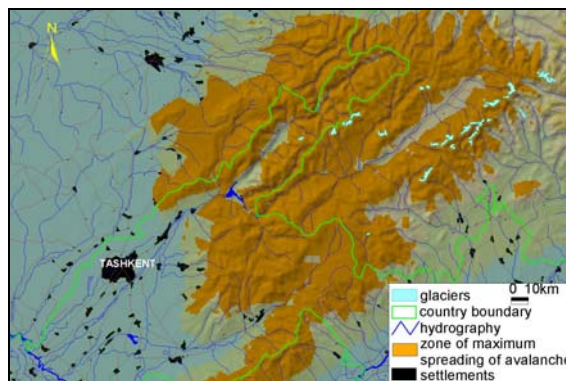 N
TASHKENT
glaciers
0 10km
country boundary
hydrography
zone of maximum
spreading of avalanche
settlements